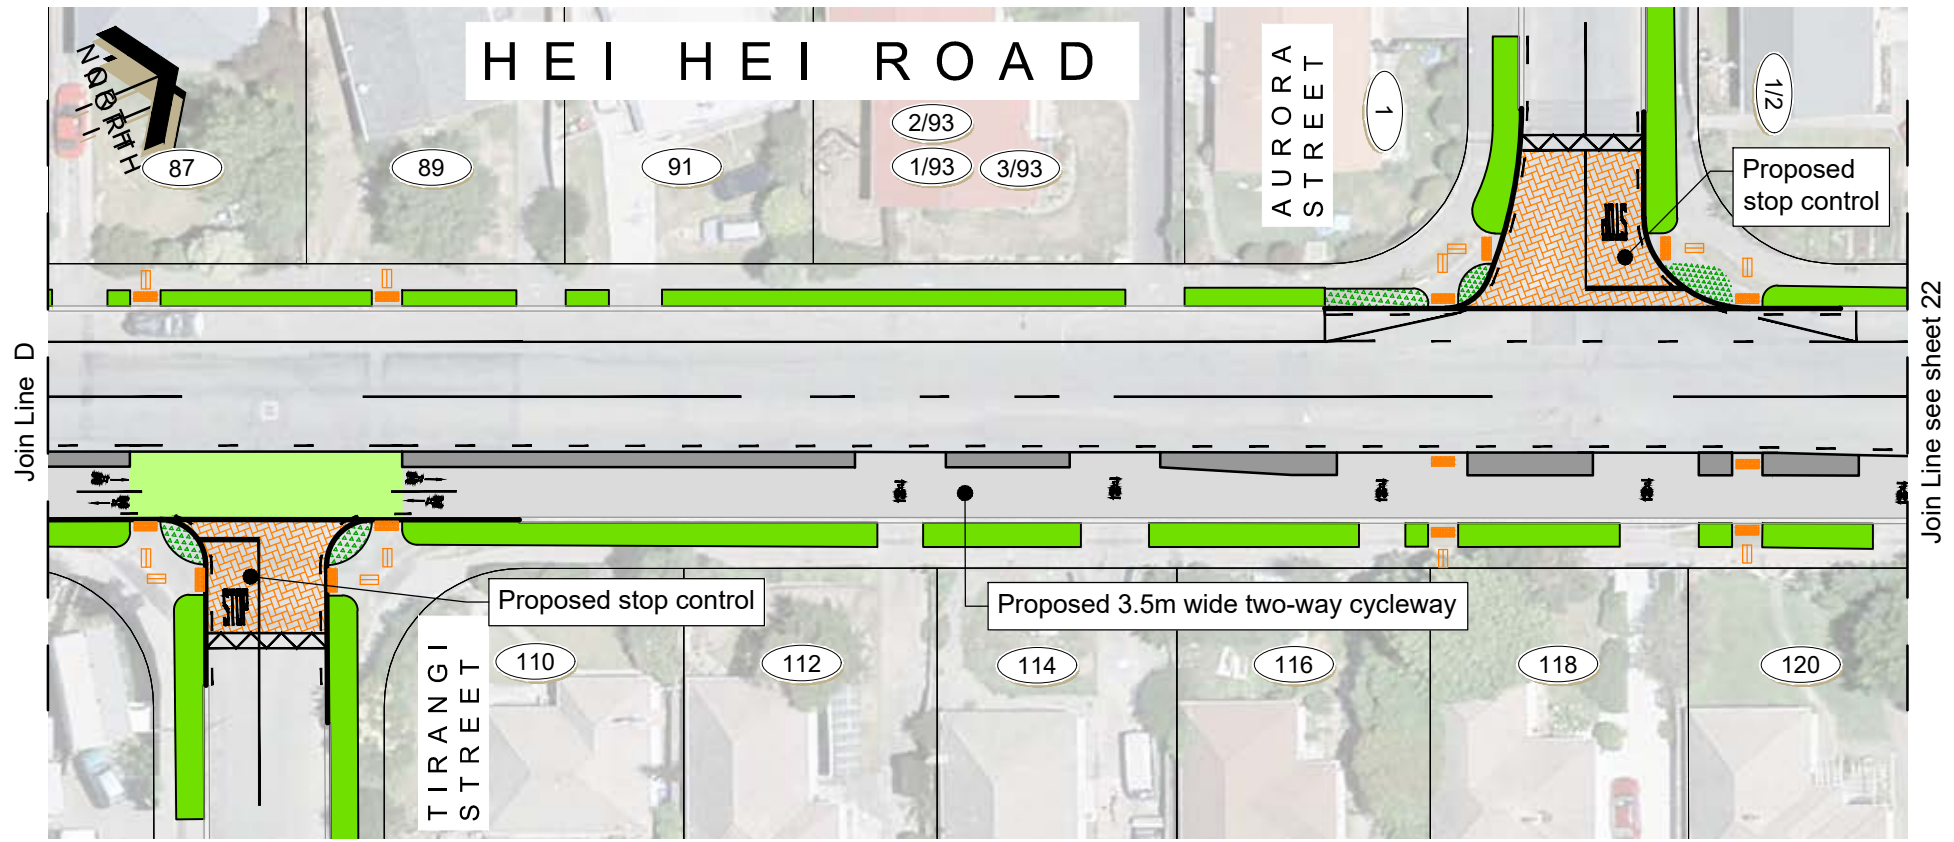 HEI HEI ROAD
NORTH
87
89
91
2/93
1/93
3/93
AURORA
STREET
1
1/2
Proposed
stop control
STOP
Join Line D
Join Line see sheet 22
STOP
Proposed stop control
Proposed 3.5m wide two-way cycleway
TIRANGI
STREET
110
112
114
116
118
120